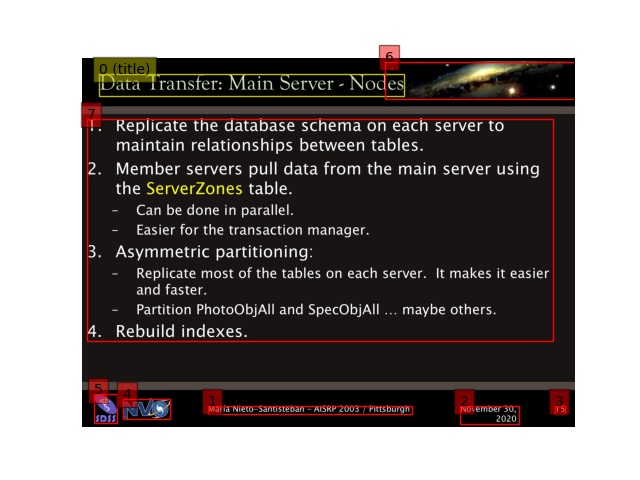 6
0 (title)
Data Transfer: Main Server - Nodes
7
1. Replicate the database schema on each server to
maintain relationships between tables.
2. Member servers pull data from the main server using
the ServerZones table.
– Can be done in parallel.
– Easier for the transaction manager.
3. Asymmetric partitioning:
– Replicate most of the tables on each server. It makes it easier
and faster.
– Partition PhotoObjAll and SpecObjAll … maybe others.
4. Rebuild indexes.
5
4
1
2
3
SDSS
NVO
María Nieto-Santisteban – AISRP 2003 / Pittsburgh
November 30,
2020
15